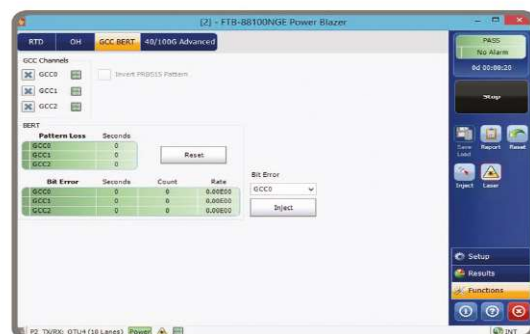 [2] - FTB-88100NGE Power Blazer
RTD OH GCC BERT 40/100G Advanced
GCC Channels
GCC0 Invert PRBS15 Pattern
GCC1
GCC2
BERT
Pattern Loss Seconds
GCC0 0
GCC1 0
GCC2 0
Reset
Bit Error Seconds Count Rate
GCC0 0 0 0.00E00
GCC1 0 0 0.00E00
GCC2 0 0 0.00E00
Bit Error
GCC0
Inject
PASS
No Alarm
0d 00:00:26
Stop
Save Load Report Reset
Inject Laser
Setup
Results
Functions
P2 TX/RX: OTU4 (10 Lanes) Power INT